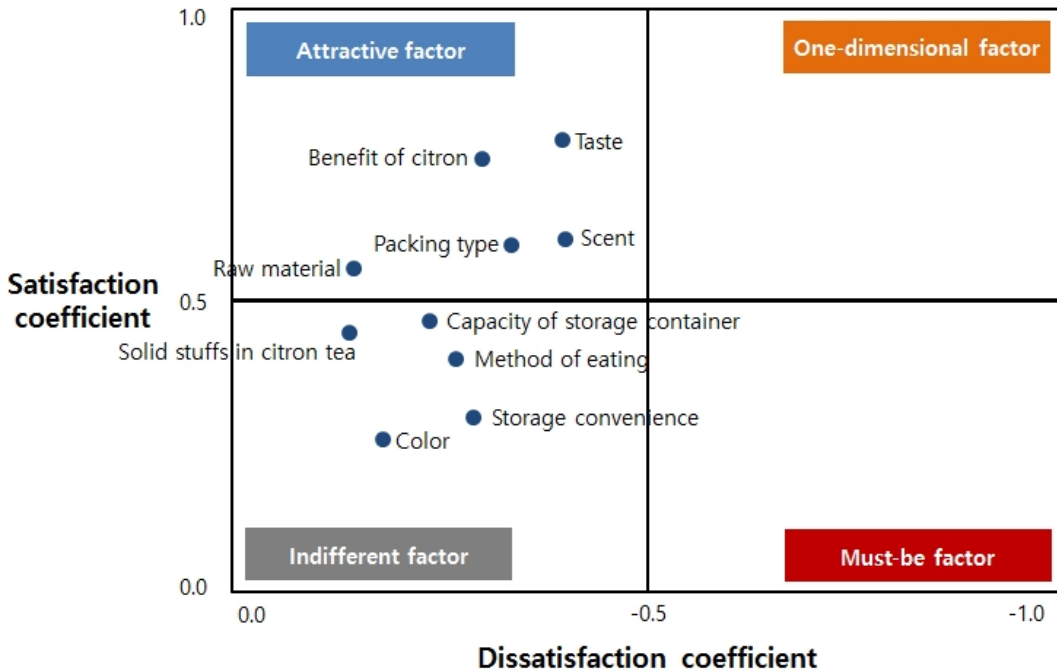 1.0
Attractive factor
One-dimensional factor
Taste
Benefit of citron
Scent
Packing type
Raw material
Satisfaction
coefficient
0.5
Capacity of storage container
Solid stuffs in citron tea
Method of eating
Storage convenience
Color
Indifferent factor
Must-be factor
0.0
0.0
-0.5
-1.0
Dissatisfaction coefficient